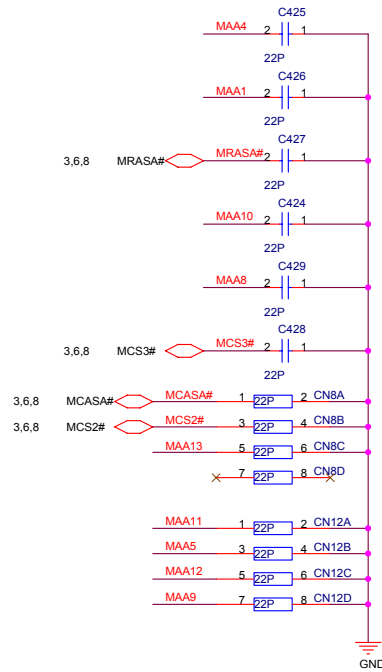 C425
MAA4 2 1
22P
C426
MAA1 2 1
22P
C427
3,6,8 MRASA# MRASA# 2 1
22P
C424
MAA10 2 1
22P
C429
MAA8 2 1
22P
C428
3,6,8 MCS3# MCS3# 2 1
22P
3,6,8 MCASA# MCASA# 1 22P 2 CN8A
3,6,8 MCS2# MCS2# 3 22P 4 CN8B
MAA13 5 22P 6 CN8C
7 22P 8 CN8D
MAA11 1 22P 2 CN12A
MAA5 3 22P 4 CN12B
MAA12 5 22P 6 CN12C
MAA9 7 22P 8 CN12D
GND